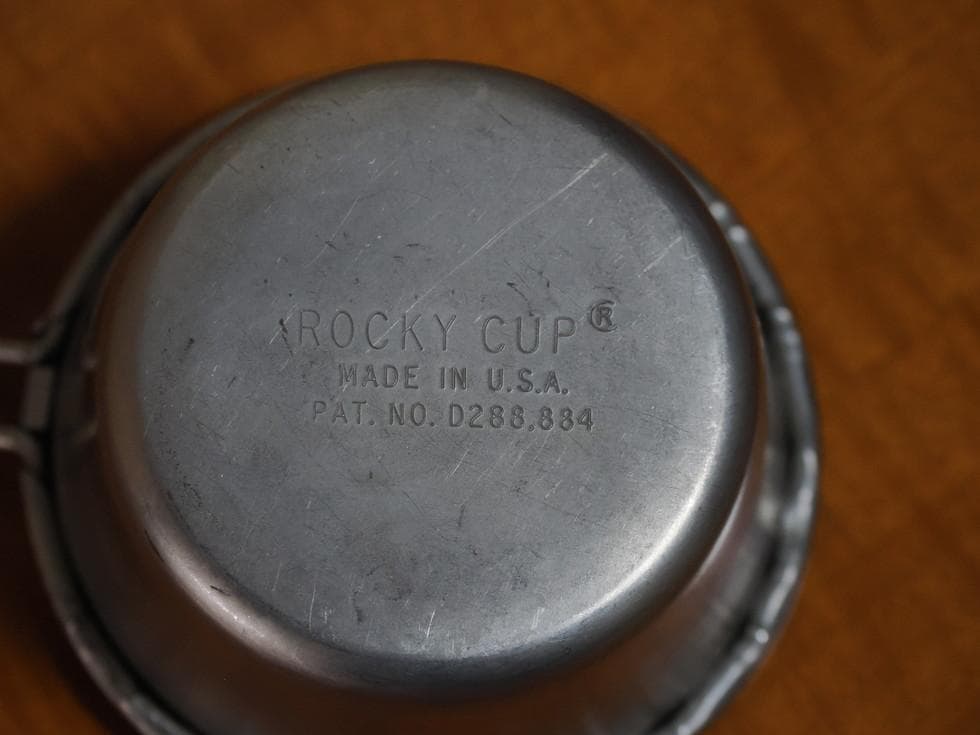 ROCKY CUP®
MADE IN U.S.A.
PAT. NO. D288,884